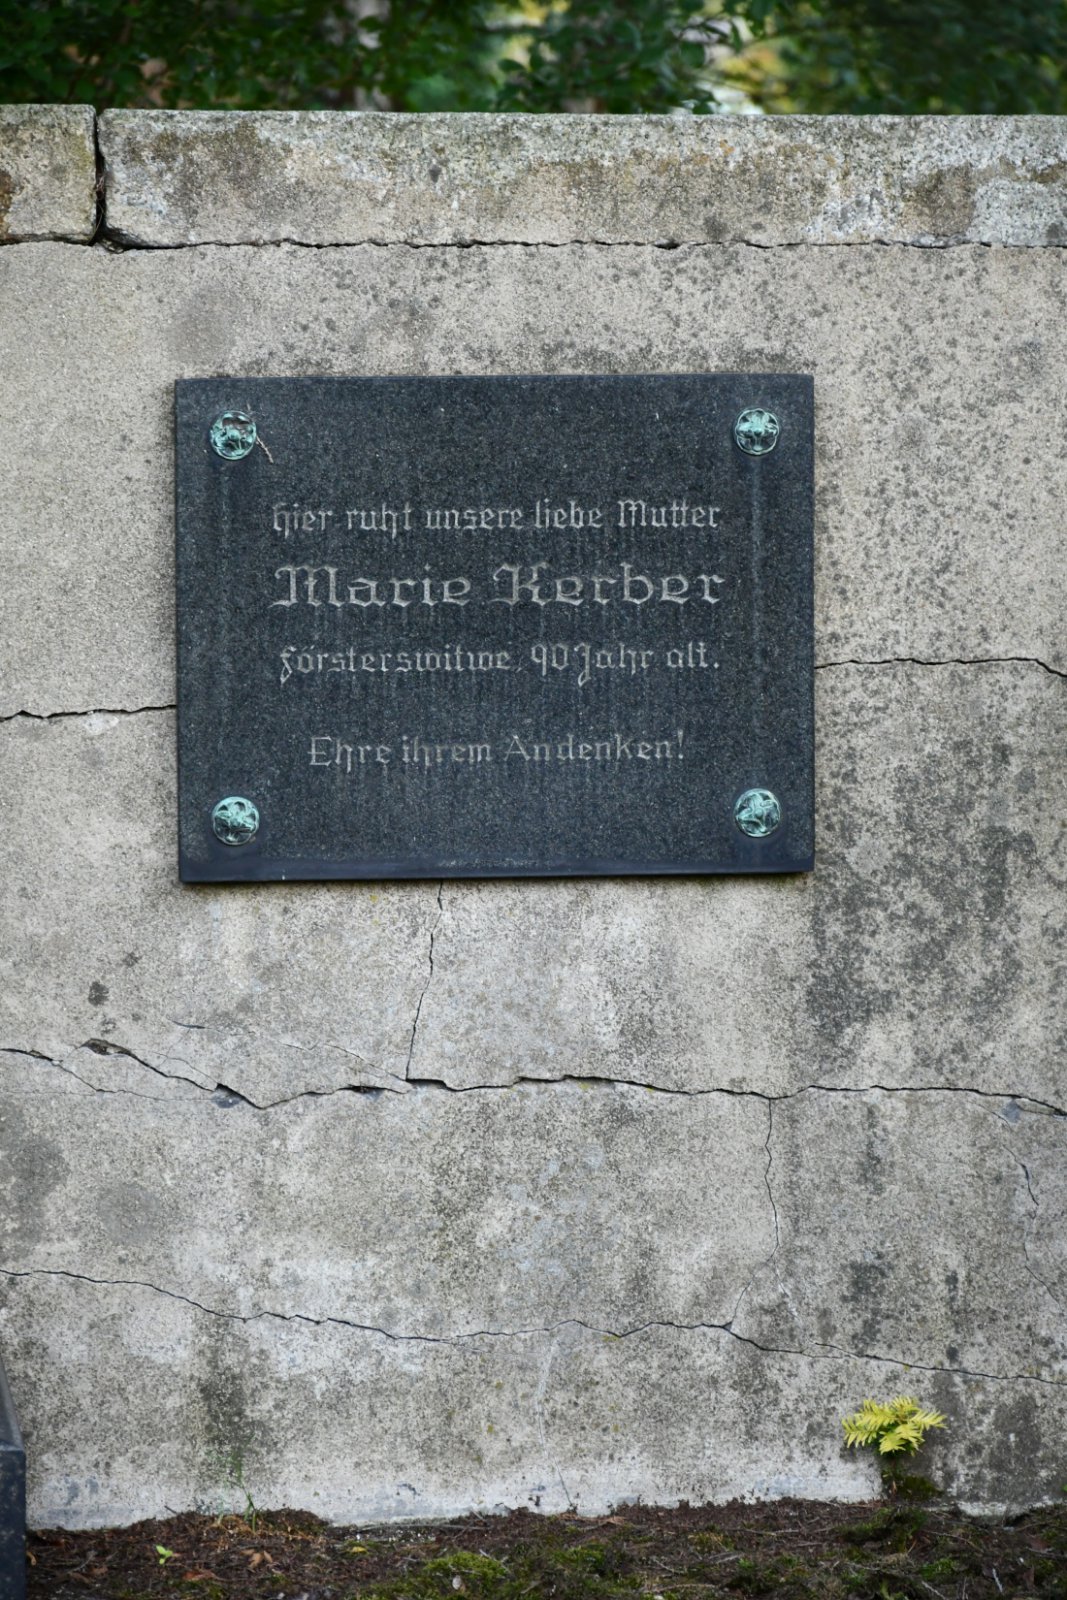 Hier ruht unsere liebe Mutter
Marie Kerber
Försterswitwe, 90 Jahr alt.
Ehre ihrem Andenken!